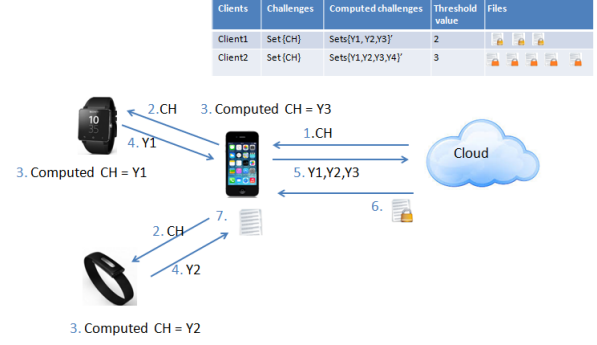 Clients Challenges Computed challenges Threshold value Files
Client1 Set{CH} Sets{Y1, Y2,Y3}’ 2
Client2 Set{CH} Sets{Y1,Y2,Y3,Y4}’ 3
2.CH
3. Computed CH = Y3
1.CH
10
4. Y1
Cloud
3. Computed CH = Y1
5. Y1,Y2,Y3
6.
7.
2. CH
4. Y2
3. Computed CH = Y2